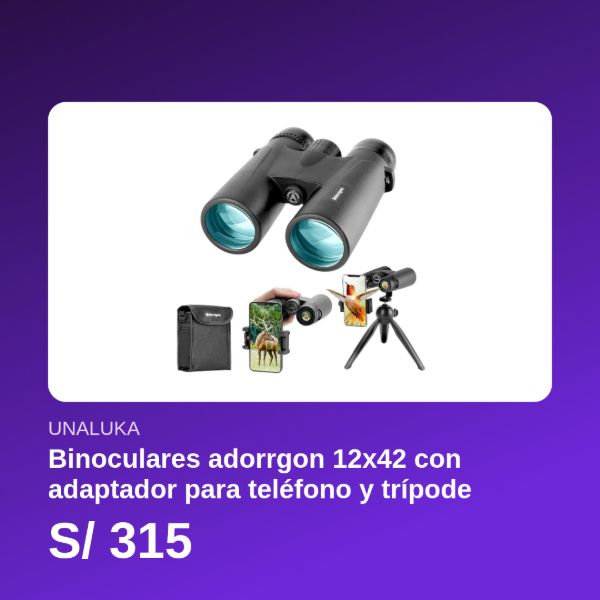 UNALUKA
Binoculares adorrgon 12x42 con
adaptador para teléfono y trípode
S/ 315